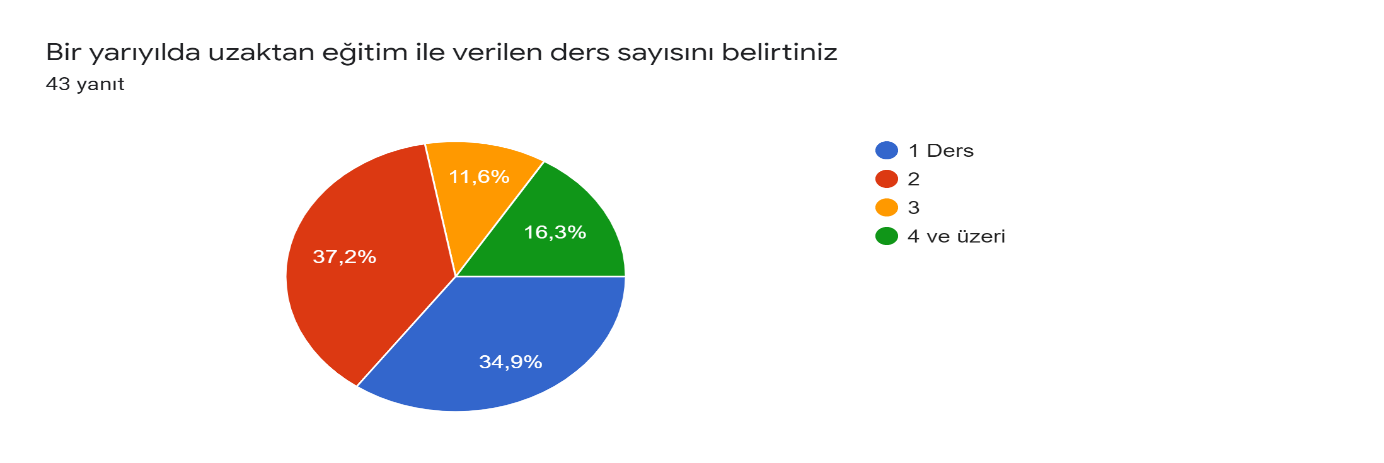 Bir yarıyılda uzaktan eğitim ile verilen ders sayısını belirtiniz
43 yanıt
1 Ders
2
3
4 ve üzeri
11,6%
16,3%
37,2%
34,9%